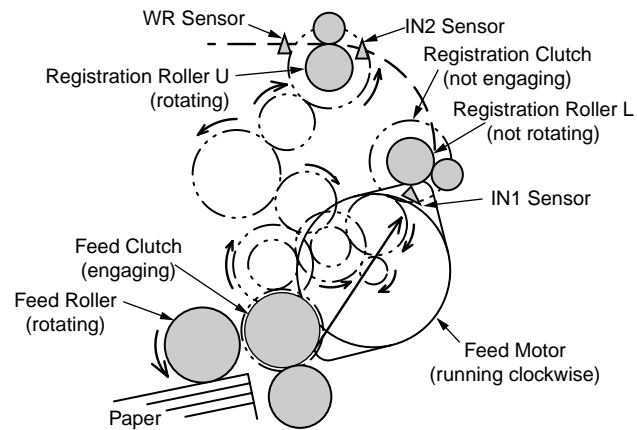 WR Sensor
IN2 Sensor
Registration Clutch
(not engaging)
Registration Roller U
(rotating)
Registration Roller L
(not rotating)
IN1 Sensor
Feed Clutch
(engaging)
Feed Roller
(rotating)
Feed Motor
(running clockwise)
Paper